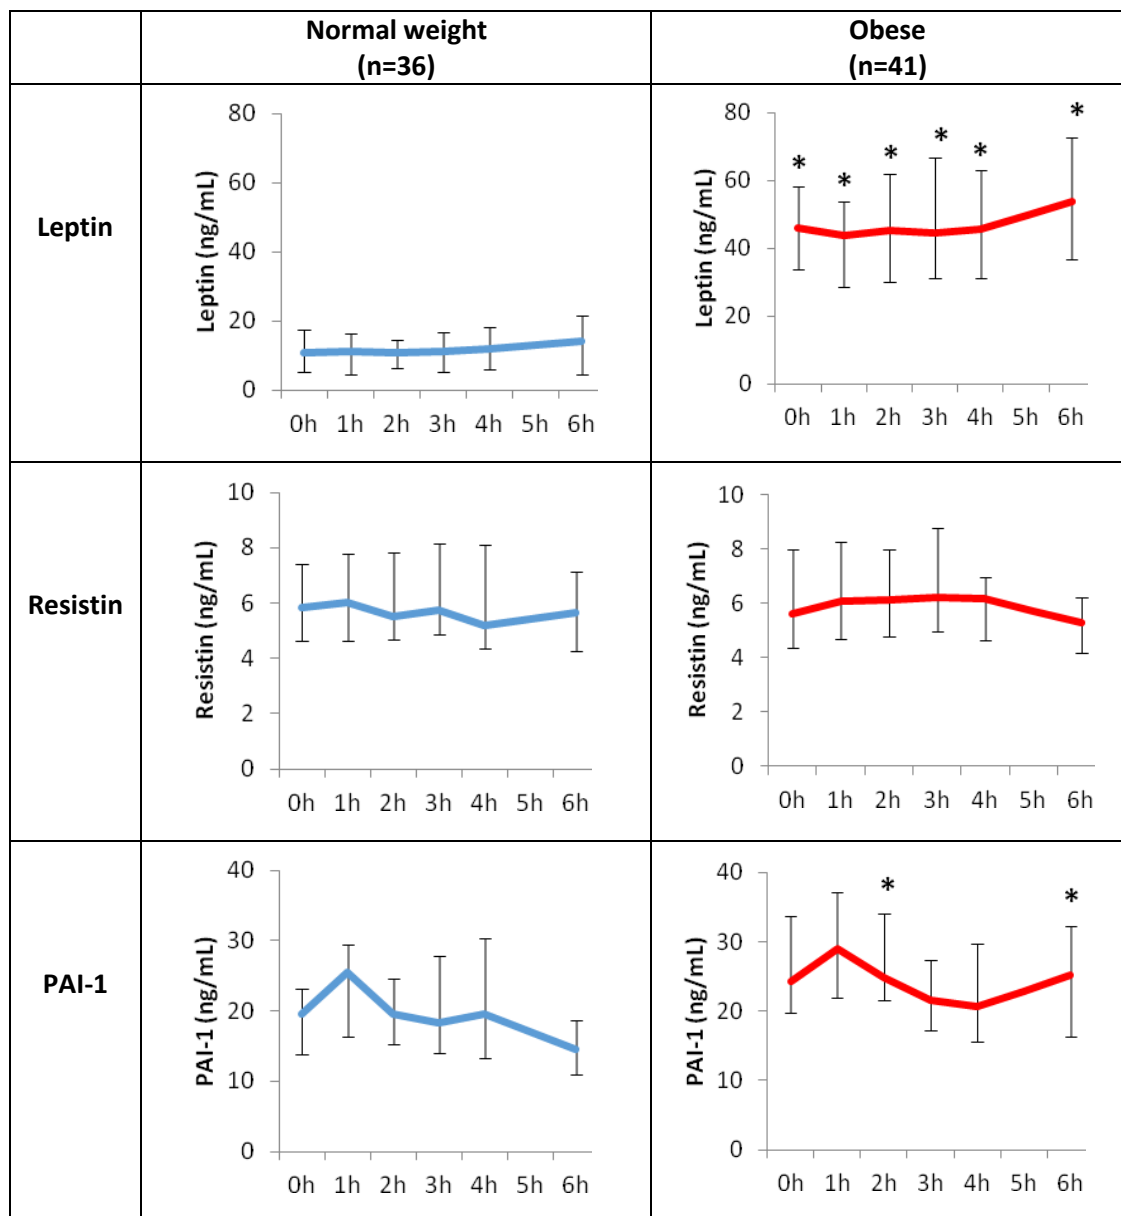 Normal weight
(n=36)
Obese
(n=41)
Leptin
Leptin (ng/mL)
80
60
40
20
0
0h 1h 2h 3h 4h 5h 6h
Leptin (ng/mL)
80
60
40
20
0
* * * * * *
0h 1h 2h 3h 4h 5h 6h
Resistin
Resistin (ng/mL)
10
8
6
4
2
0
0h 1h 2h 3h 4h 5h 6h
Resistin (ng/mL)
10
8
6
4
2
0
0h 1h 2h 3h 4h 5h 6h
PAI-1
PAI-1 (ng/mL)
40
30
20
10
0
0h 1h 2h 3h 4h 5h 6h
PAI-1 (ng/mL)
40
30
20
10
0
* *
0h 1h 2h 3h 4h 5h 6h